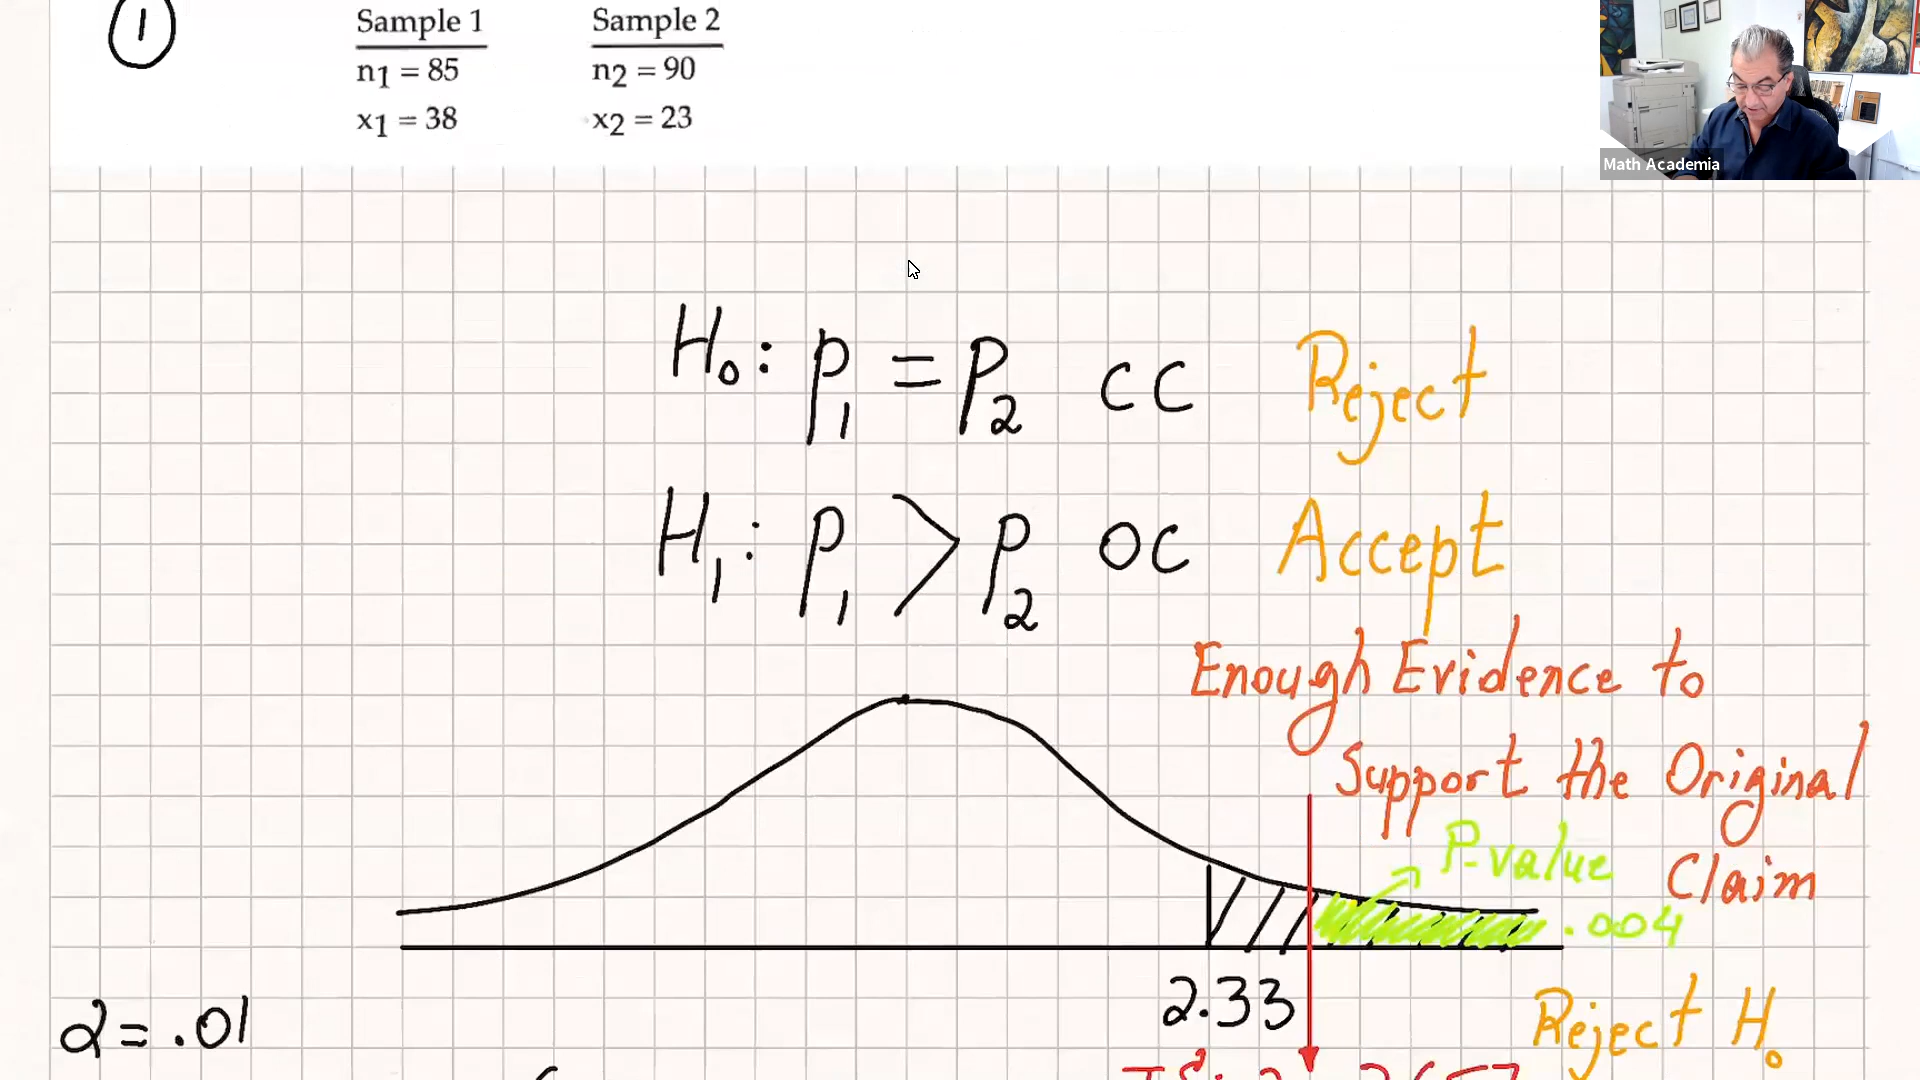 1
Sample 1 Sample 2
n1 = 85 n2 = 90
x1 = 38 x2 = 23
Math Academia
H0: p1 = p2 CC Reject
H1: p1 > p2 OC Accept
Enough Evidence to
Support the Original
Claim
P-value
.004
2.33
α = .01
Reject H0